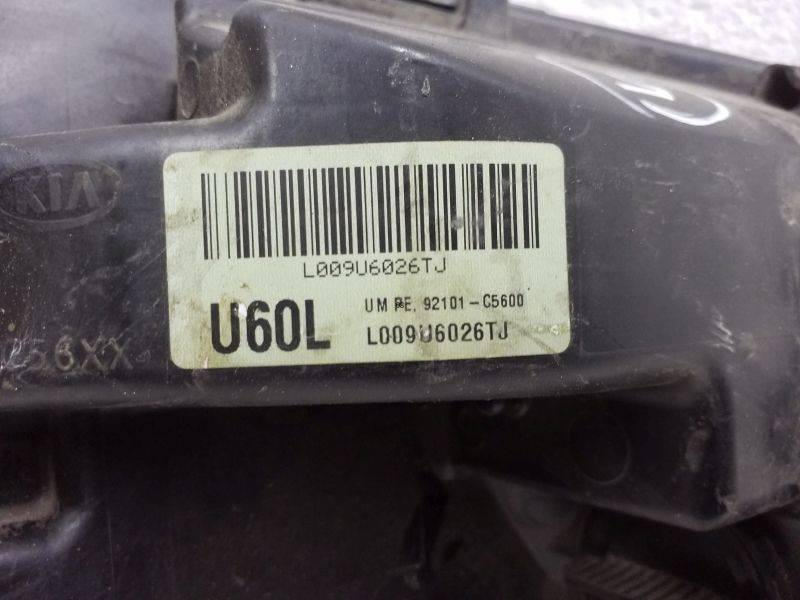 KIA
L009U6026TJ
U60L
UM PE, 92101-C5600
L009U6026TJ
56XX